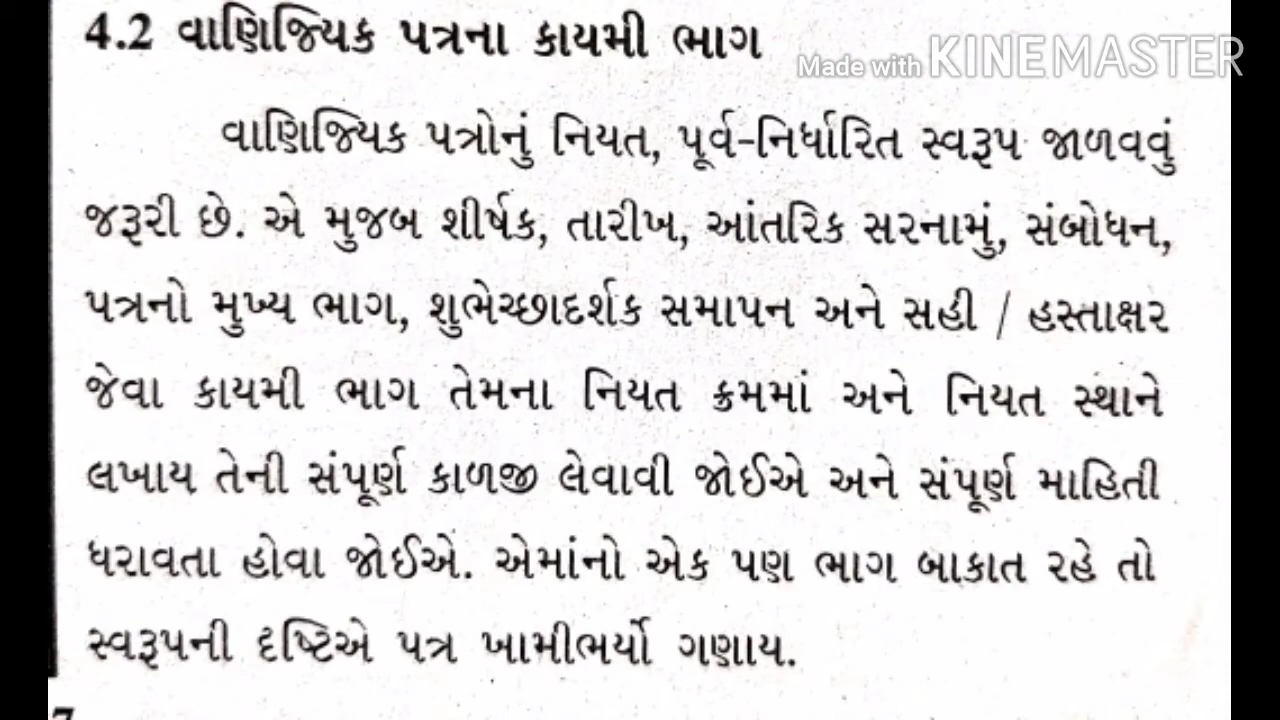 4.2 વાણિજ્યિક પત્રના કાયમી ભાગ
Made with KINEMASTER
વાણિજ્યિક પત્રોનું નિયત, પૂર્વ-નિર્ધારિત સ્વરૂપ જાળવવું
જરૂરી છે. એ મુજબ શીર્ષક, તારીખ, આંતરિક સરનામું, સંબોધન,
પત્રનો મુખ્ય ભાગ, શુભેચ્છાદર્શક સમાપન અને સહી / હસ્તાક્ષર
જેવા કાયમી ભાગ તેમના નિયત ક્રમમાં અને નિયત સ્થાને
લખાય તેની સંપૂર્ણ કાળજી લેવાવી જોઈએ અને સંપૂર્ણ માહિતી
ધરાવતા હોવા જોઈએ. એમાંનો એક પણ ભાગ બાકાત રહે તો
સ્વરૂપની દૃષ્ટિએ પત્ર ખામીભર્યો ગણાય.